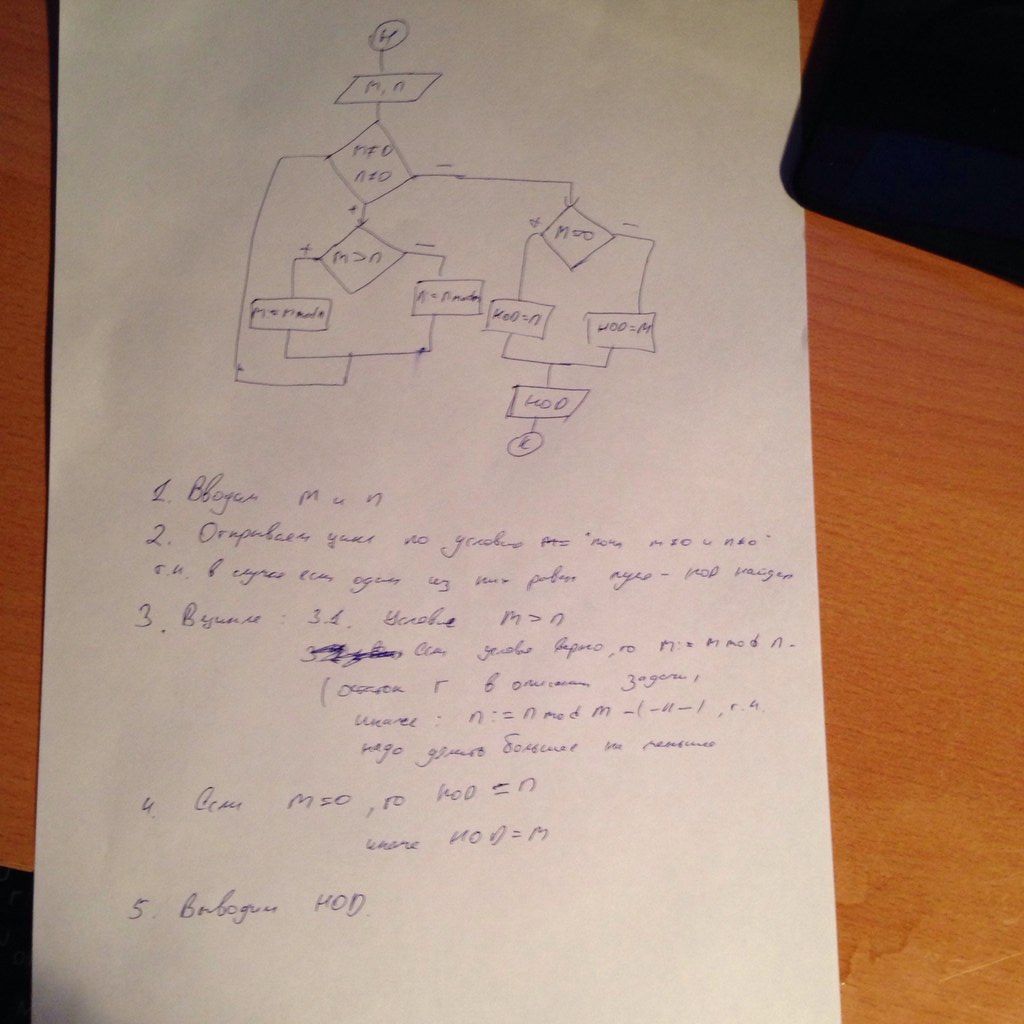 Н
M, n
M≠0
n≠0
+
−
M>n
+
−
M:=M mod n
n:=n mod m
M=0
+
−
НОД=n
НОД=M
НОД
К
1. Вводим M и n
2. Открываем цикл по условию "пока m≠0 и n≠0"
т.к. в случае если один из них равен нулю - НОД найден
3. В цикле: 3.1. Условие M>n
Если условие верно, то M:=M mod n.
(остаток r в описании задачи,
иначе: n:=n mod M -(-"-), т.к.
надо делить большее на меньшее
4. Если M=0, то НОД=n
иначе НОД=M
5. Выводим НОД.